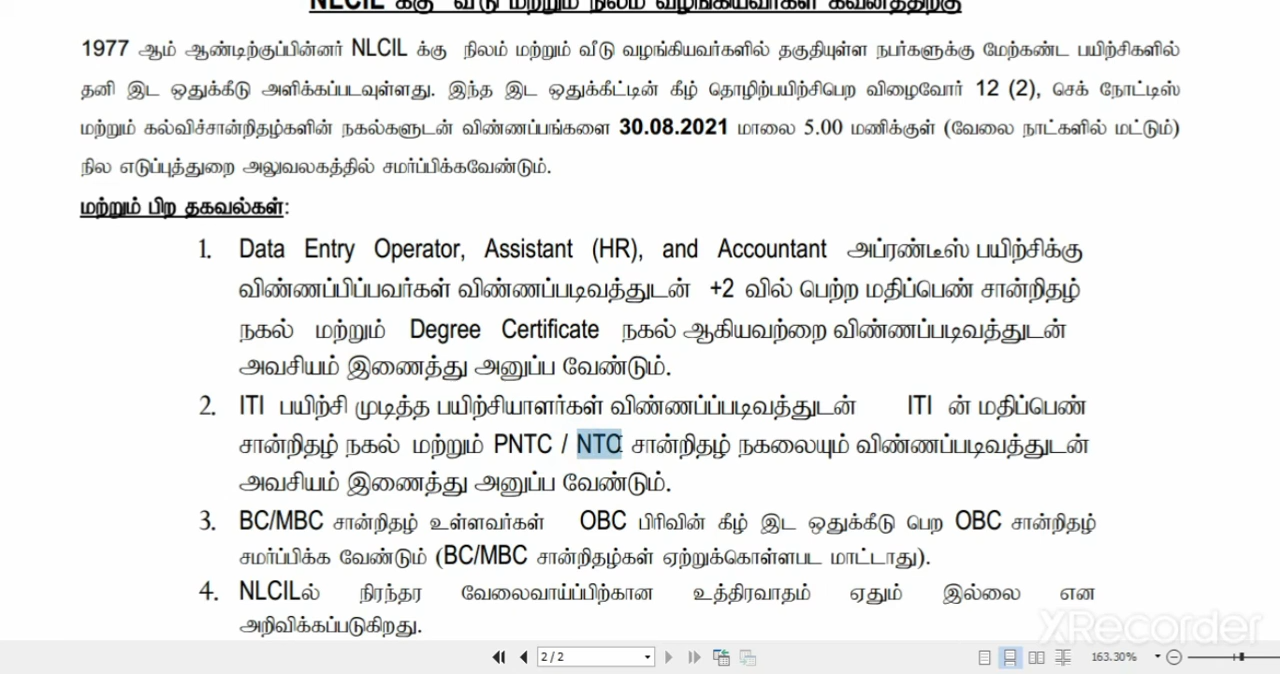 NLCIL க்கு வீடு மற்றும் நிலம் வழங்கியவர்கள் கவனத்திற்கு
1977 ஆம் ஆண்டிற்குப்பின்னர் NLCIL க்கு நிலம் மற்றும் வீடு வழங்கியவர்களில் தகுதியுள்ள நபர்களுக்கு மேற்கண்ட பயிற்சிகளில்
தனி இட ஒதுக்கீடு அளிக்கப்படவுள்ளது. இந்த இட ஒதுக்கீட்டின் கீழ் தொழிற்பயிற்சிபெற விழைவோர் 12 (2), செக் நோட்டிஸ்
மற்றும் கல்விச்சான்றிதழ்களின் நகல்களுடன் விண்ணப்பங்களை 30.08.2021 மாலை 5.00 மணிக்குள் (வேலை நாட்களில் மட்டும்)
நில எடுப்புத்துறை அலுவலகத்தில் சமர்ப்பிக்கவேண்டும்.
மற்றும் பிற தகவல்கள்:
1. Data Entry Operator, Assistant (HR), and Accountant அப்ரண்டீஸ் பயிற்சிக்கு
விண்ணப்பிப்பவர்கள் விண்ணப்படிவத்துடன் +2 வில் பெற்ற மதிப்பெண் சான்றிதழ்
நகல் மற்றும் Degree Certificate நகல் ஆகியவற்றை விண்ணப்படிவத்துடன்
அவசியம் இணைத்து அனுப்ப வேண்டும்.
2. ITI பயிற்சி முடித்த பயிற்சியாளர்கள் விண்ணப்ப்படிவத்துடன் ITI ன் மதிப்பெண்
சான்றிதழ் நகல் மற்றும் PNTC / NTC சான்றிதழ் நகலையும் விண்ணப்படிவத்துடன்
அவசியம் இணைத்து அனுப்ப வேண்டும்.
3. BC/MBC சான்றிதழ் உள்ளவர்கள் OBC பிரிவின் கீழ் இட ஒதுக்கீடு பெற OBC சான்றிதழ்
சமர்ப்பிக்க வேண்டும் (BC/MBC சான்றிதழ்கள் ஏற்றுக்கொள்ளபட மாட்டாது).
4. NLCILல் நிரந்தர வேலைவாய்ப்பிற்கான உத்திரவாதம் ஏதும் இல்லை என
அறிவிக்கப்படுகிறது.
XRecorder
2 / 2
163.30%